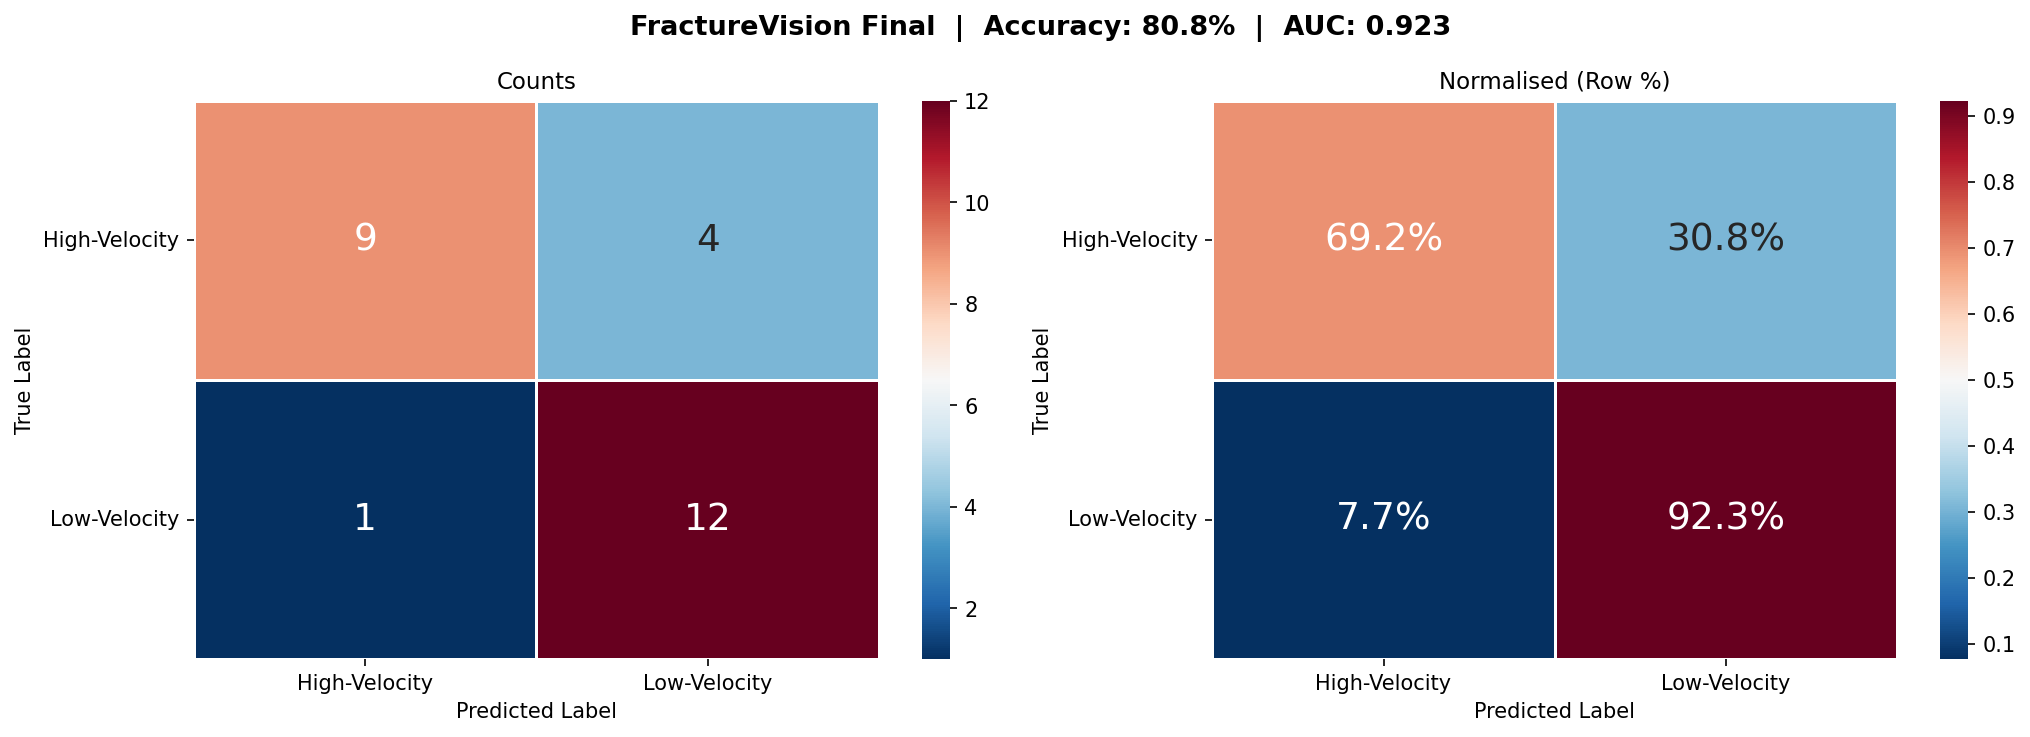 FractureVision Final | Accuracy: 80.8% | AUC: 0.923
Counts
True Label
High-Velocity
9
4
Low-Velocity
1
12
High-Velocity
Low-Velocity
Predicted Label
12
10
8
6
4
2
Normalised (Row %)
True Label
High-Velocity
69.2%
30.8%
Low-Velocity
7.7%
92.3%
High-Velocity
Low-Velocity
Predicted Label
0.9
0.8
0.7
0.6
0.5
0.4
0.3
0.2
0.1